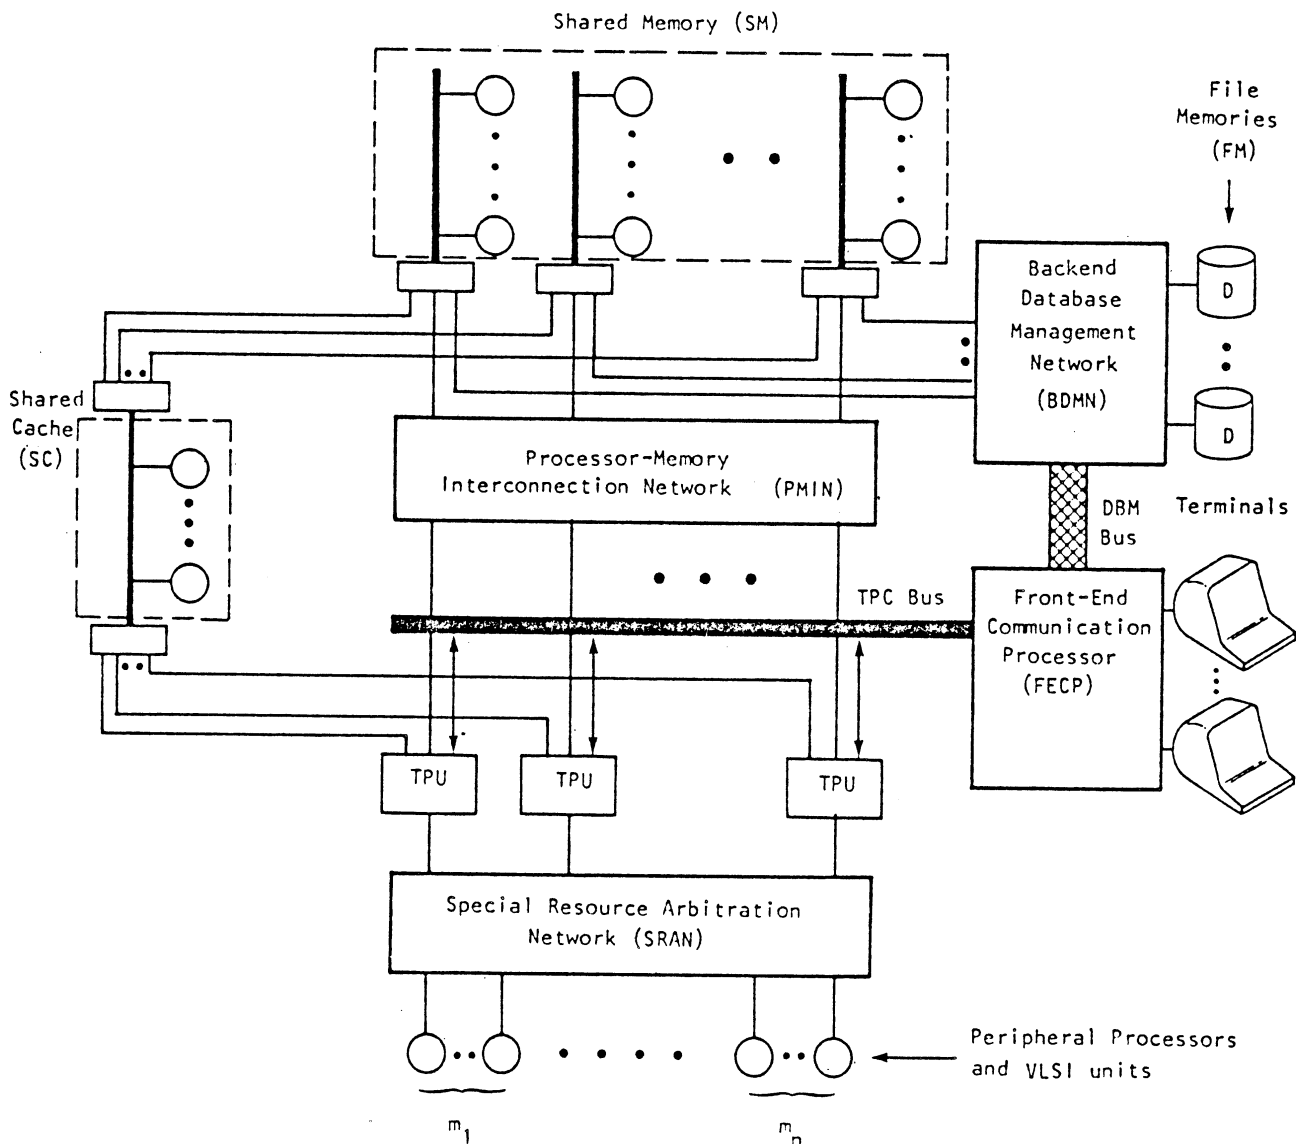 Shared Memory (SM)
File
Memories
(FM)
Backend
Database
Management
Network
(BDMN)
D
D
Shared
Cache
(SC)
Processor-Memory
Interconnection Network (PMIN)
DBM
Bus
Terminals
TPC Bus
Front-End
Communication
Processor
(FECP)
TPU
TPU
TPU
Special Resource Arbitration
Network (SRAN)
Peripheral Processors
and VLSI units
m1
mn